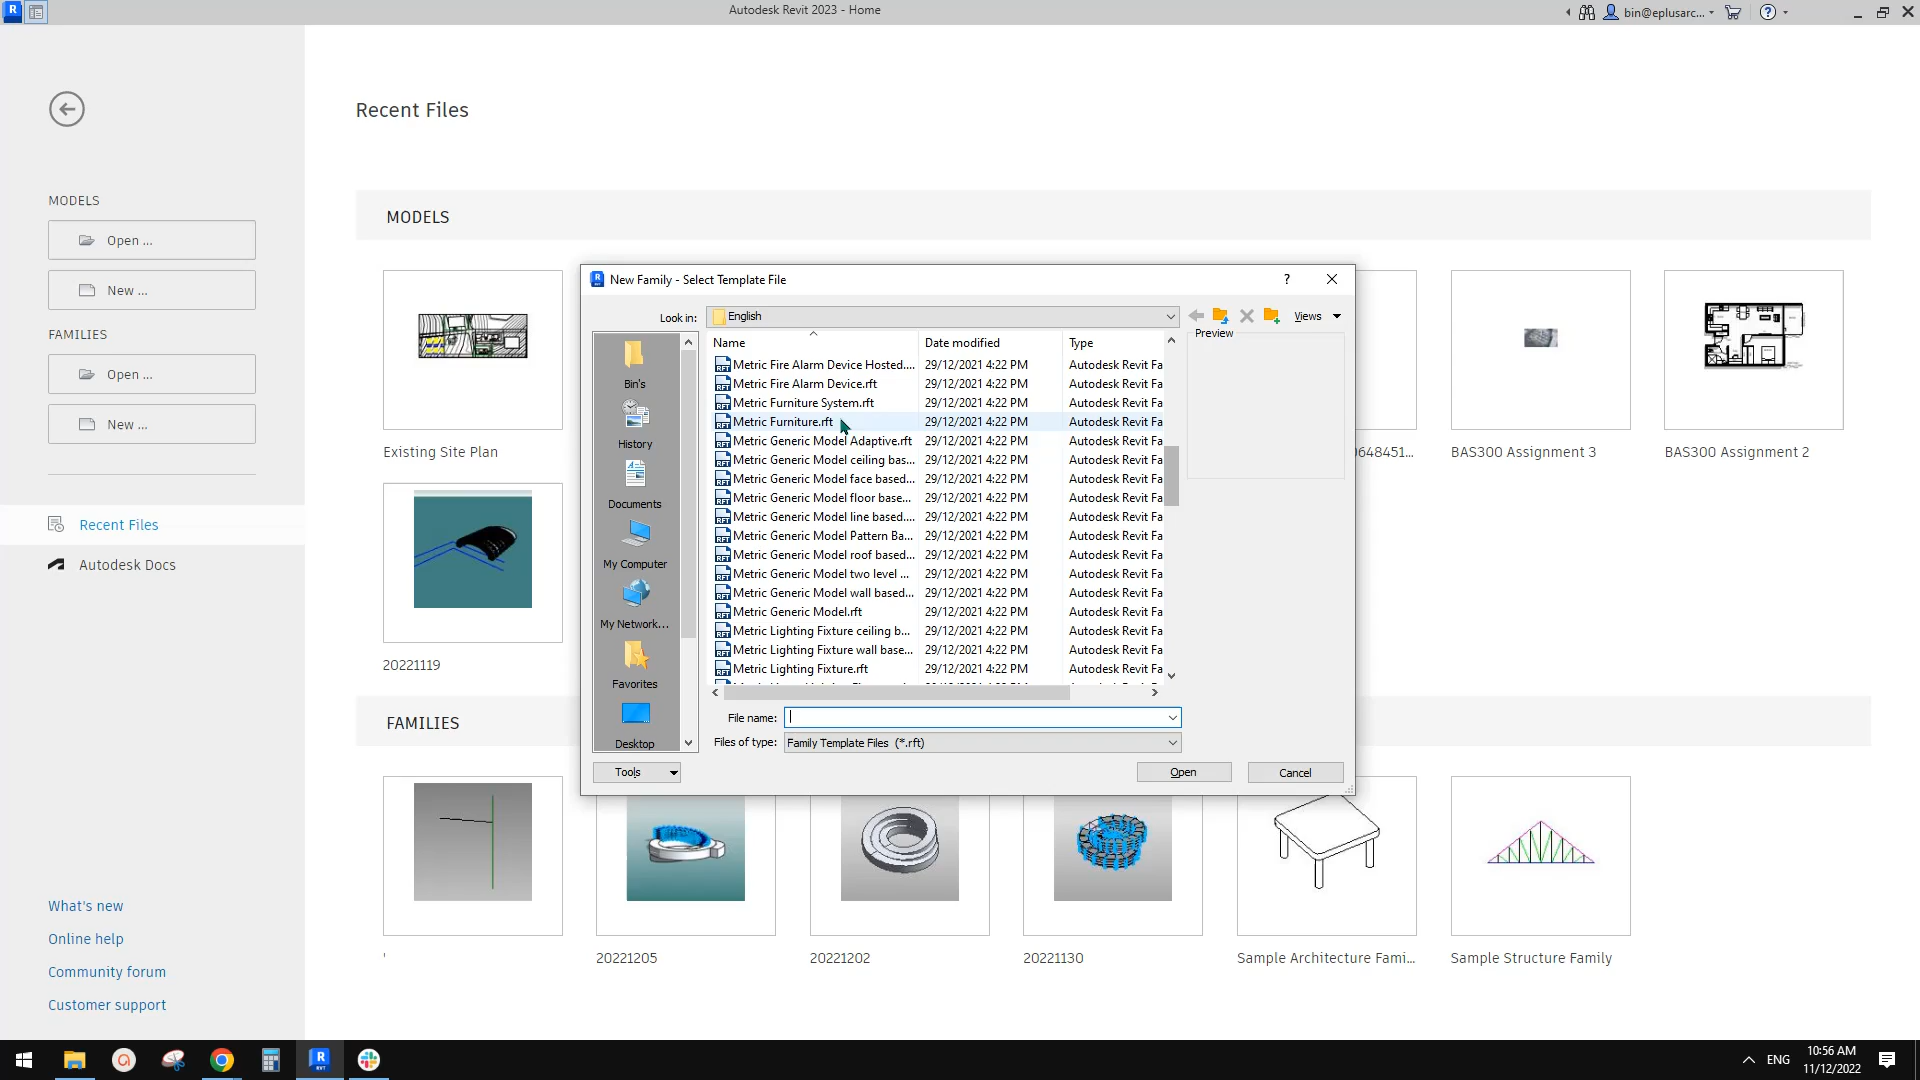 Autodesk Revit 2023 - Home
bin@eplusarc...
Recent Files
MODELS
Open ...
New ...
FAMILIES
Open ...
New ...
Recent Files
Autodesk Docs
What's new
Online help
Community forum
Customer support
MODELS
Existing Site Plan
0648451...
BAS300 Assignment 3
BAS300 Assignment 2
20221119
FAMILIES
'
20221205
20221202
20221130
Sample Architecture Fami...
Sample Structure Family
New Family - Select Template File
?
Look in:
English
Views
Preview
Bin's
History
Documents
My Computer
My Network...
Favorites
Desktop
Name Date modified Type
Metric Fire Alarm Device Hosted.... 29/12/2021 4:22 PM Autodesk Revit Fa
Metric Fire Alarm Device.rft 29/12/2021 4:22 PM Autodesk Revit Fa
Metric Furniture System.rft 29/12/2021 4:22 PM Autodesk Revit Fa
Metric Furniture.rft 29/12/2021 4:22 PM Autodesk Revit Fa
Metric Generic Model Adaptive.rft 29/12/2021 4:22 PM Autodesk Revit Fa
Metric Generic Model ceiling bas... 29/12/2021 4:22 PM Autodesk Revit Fa
Metric Generic Model face based... 29/12/2021 4:22 PM Autodesk Revit Fa
Metric Generic Model floor base... 29/12/2021 4:22 PM Autodesk Revit Fa
Metric Generic Model line based.... 29/12/2021 4:22 PM Autodesk Revit Fa
Metric Generic Model Pattern Ba... 29/12/2021 4:22 PM Autodesk Revit Fa
Metric Generic Model roof based... 29/12/2021 4:22 PM Autodesk Revit Fa
Metric Generic Model two level ... 29/12/2021 4:22 PM Autodesk Revit Fa
Metric Generic Model wall based... 29/12/2021 4:22 PM Autodesk Revit Fa
Metric Generic Model.rft 29/12/2021 4:22 PM Autodesk Revit Fa
Metric Lighting Fixture ceiling b... 29/12/2021 4:22 PM Autodesk Revit Fa
Metric Lighting Fixture wall base... 29/12/2021 4:22 PM Autodesk Revit Fa
Metric Lighting Fixture.rft 29/12/2021 4:22 PM Autodesk Revit Fa
File name:
Files of type: Family Template Files (*.rft)
Tools
Open
Cancel
ENG
10:56 AM
11/12/2022